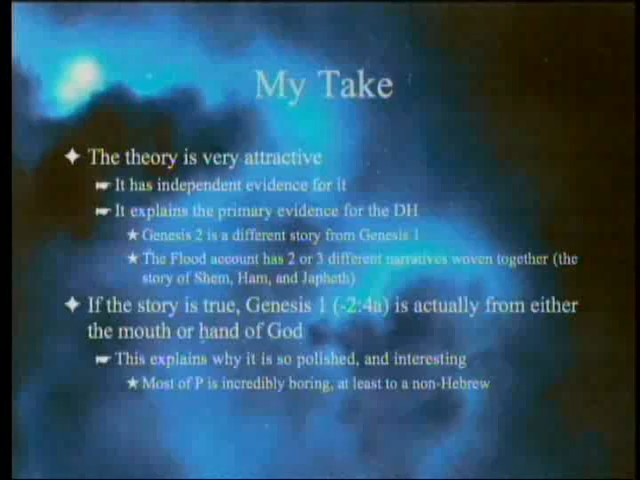 My Take
The theory is very attractive
It has independent evidence for it
It explains the primary evidence for the DH
Genesis 2 is a different story from Genesis 1
The Flood account has 2 or 3 different narratives woven together (the
story of Shem, Ham, and Japheth)
If the story is true, Genesis 1 (-2:4a) is actually from either
the mouth or hand of God
This explains why it is so polished, and interesting
Most of P is incredibly boring, at least to a non-Hebrew